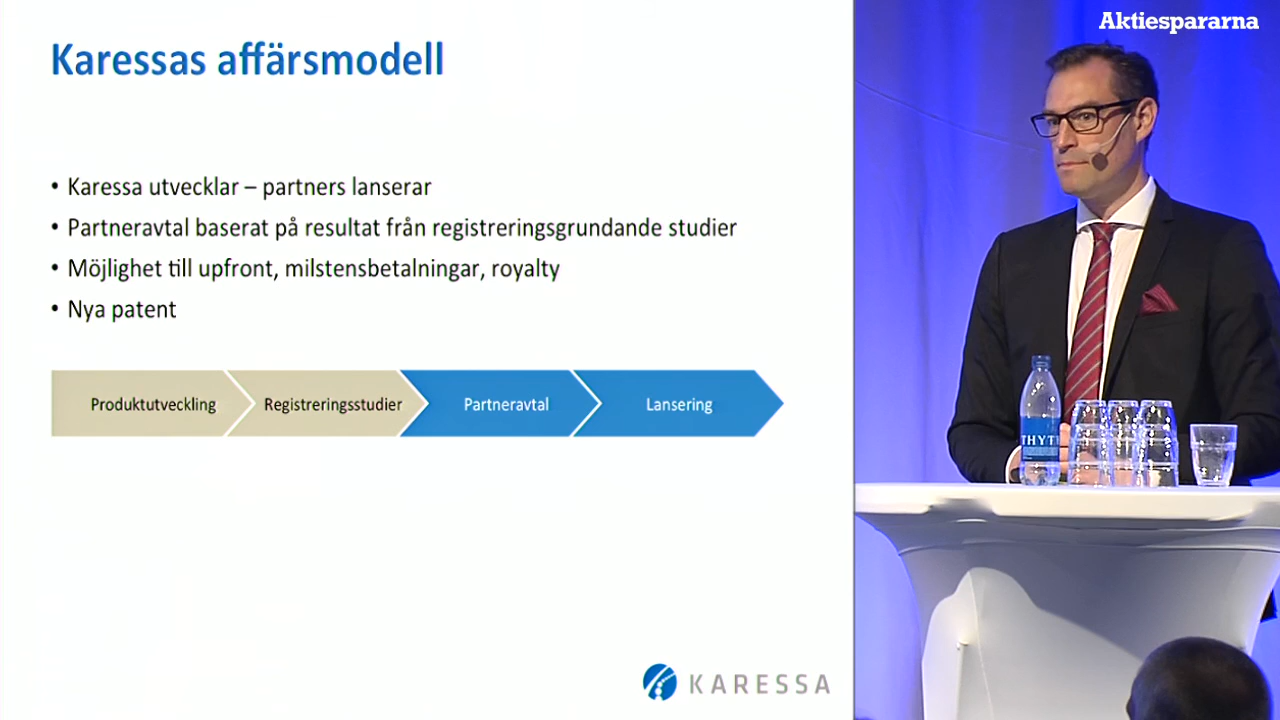 Aktiespararna
Karessas affärsmodell
• Karessa utvecklar – partners lanserar
• Partneravtal baserat på resultat från registreringsgrundande studier
• Möjlighet till upfront, milstensbetalningar, royalty
• Nya patent
Produktutveckling
Registreringsstudier
Partneravtal
Lansering
KARESSA